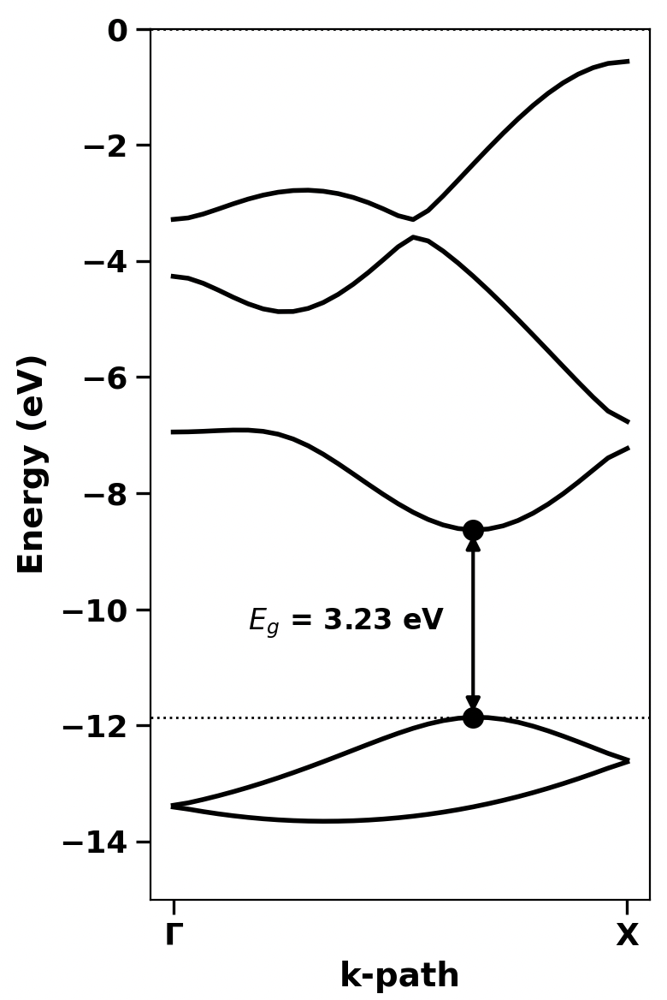 0
−2
−4
−6
−8
−10
−12
−14
Energy (eV)
E_g = 3.23 eV
Γ
X
k-path